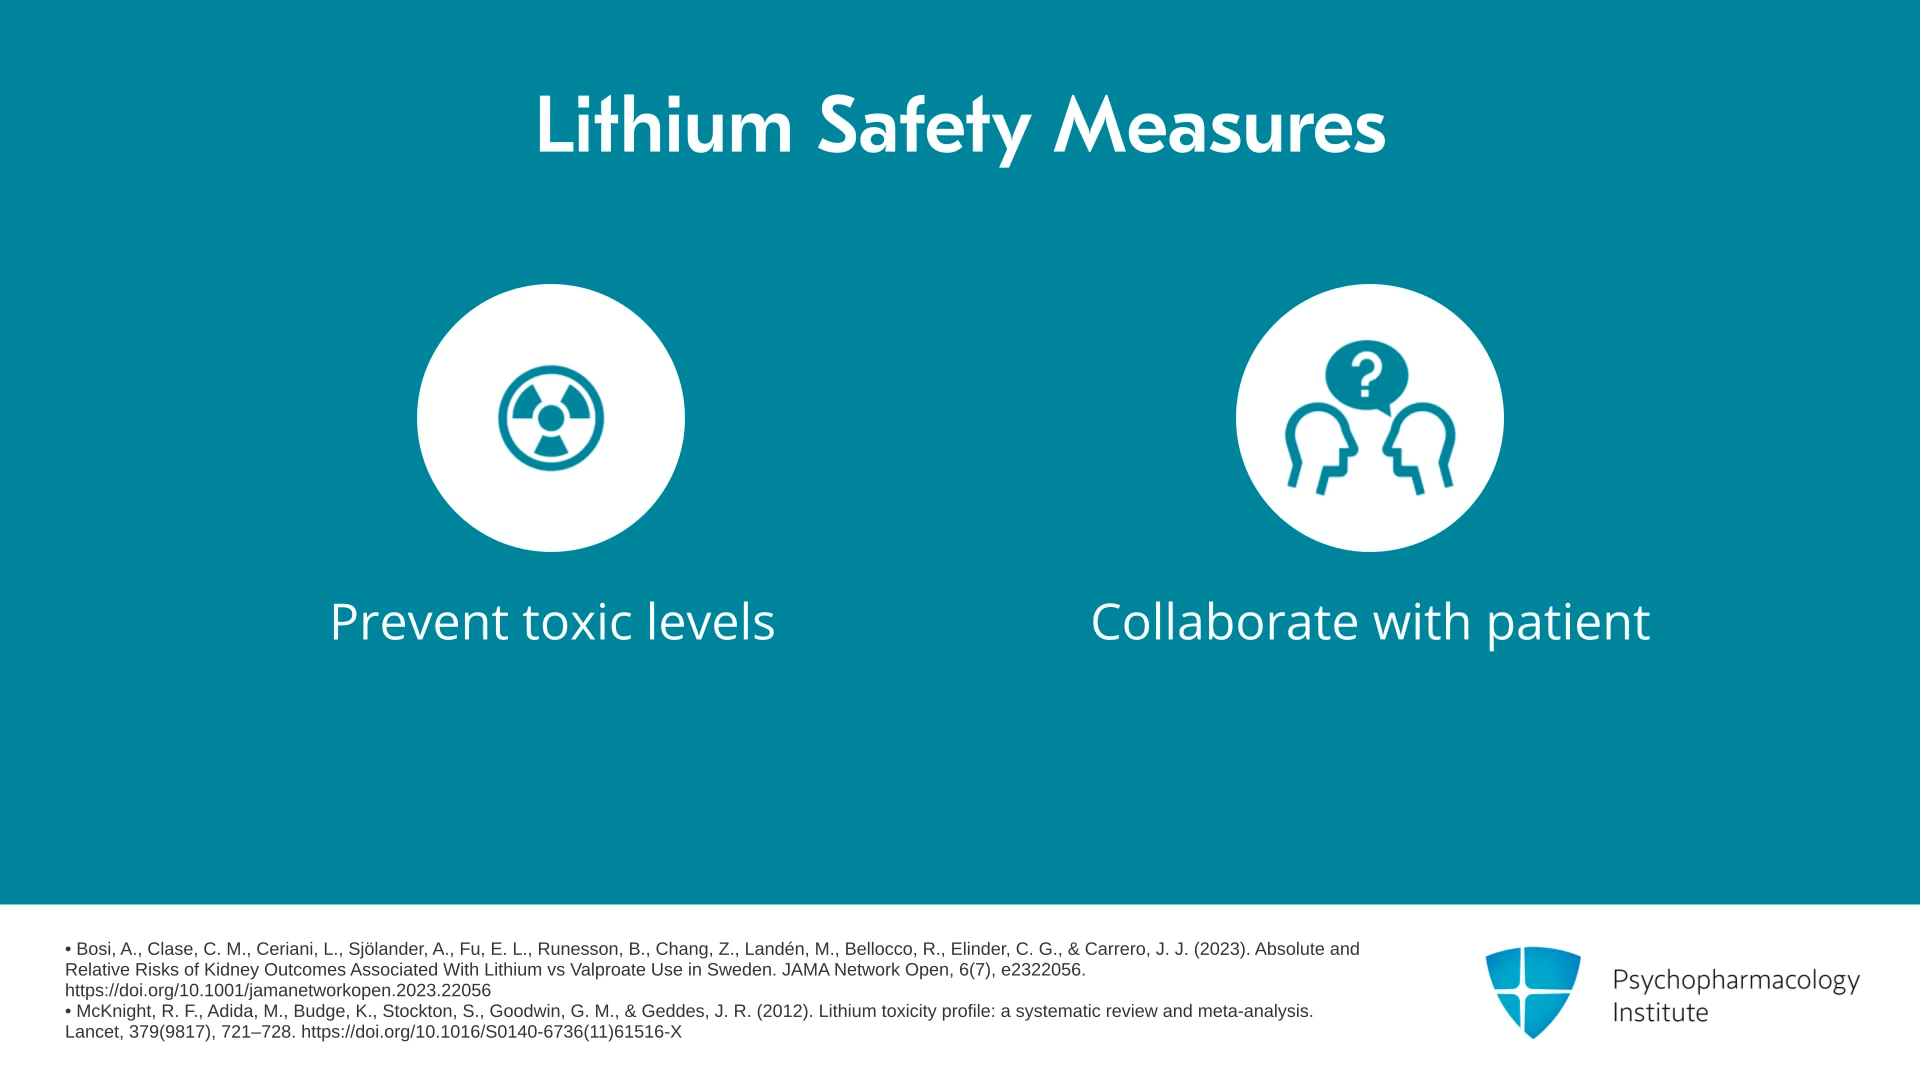 Lithium Safety Measures
?
Prevent toxic levels
Collaborate with patient
• Bosi, A., Clase, C. M., Ceriani, L., Sjölander, A., Fu, E. L., Runesson, B., Chang, Z., Landén, M., Bellocco, R., Elinder, C. G., & Carrero, J. J. (2023). Absolute and
Relative Risks of Kidney Outcomes Associated With Lithium vs Valproate Use in Sweden. JAMA Network Open, 6(7), e2322056.
https://doi.org/10.1001/jamanetworkopen.2023.22056
• McKnight, R. F., Adida, M., Budge, K., Stockton, S., Goodwin, G. M., & Geddes, J. R. (2012). Lithium toxicity profile: a systematic review and meta-analysis.
Lancet, 379(9817), 721–728. https://doi.org/10.1016/S0140-6736(11)61516-X
Psychopharmacology
Institute